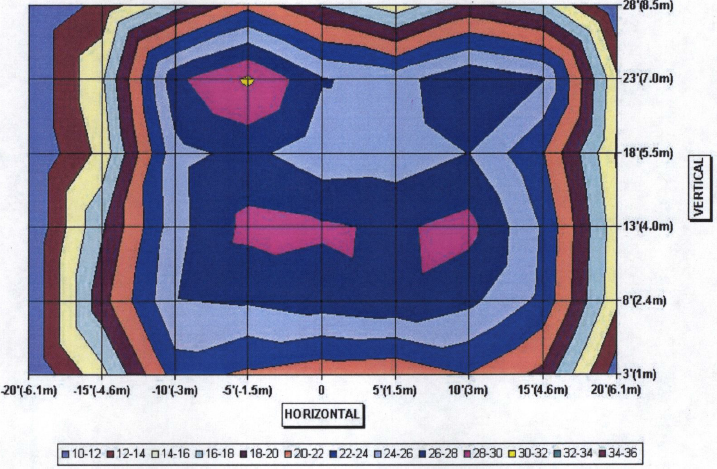 28'(8.5m)
23'(7.0m)
18'(5.5m)
13'(4.0m)
8'(2.4m)
3'(1m)
VERTICAL
-20'(-6.1m) -15'(-4.6m) -10'(-3m) -5'(-1.5m) 0 5'(1.5m) 10'(3m) 15'(4.6m) 20'(6.1m)
HORIZONTAL
10-12 12-14 14-16 16-18 18-20 20-22 22-24 24-26 26-28 28-30 30-32 32-34 34-36